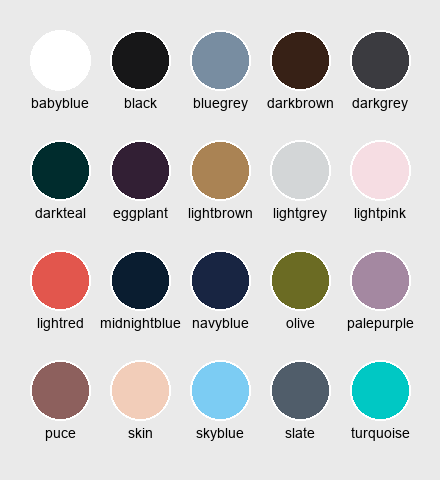 babyblue black bluegrey darkbrown darkgrey
darkteal eggplant lightbrown lightgrey lightpink
lightred midnightblue navyblue olive palepurple
puce skin skyblue slate turquoise